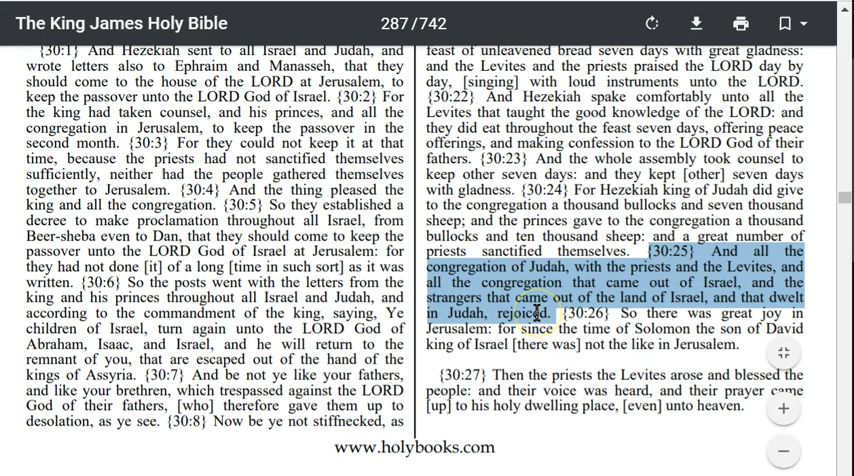 The King James Holy Bible
287/742
{30:1} And Hezekiah sent to all Israel and Judah, and
wrote letters also to Ephraim and Manasseh, that they
should come to the house of the LORD at Jerusalem, to
keep the passover unto the LORD God of Israel. {30:2} For
the king had taken counsel, and his princes, and all the
congregation in Jerusalem, to keep the passover in the
second month. {30:3} For they could not keep it at that
time, because the priests had not sanctified themselves
sufficiently, neither had the people gathered themselves
together to Jerusalem. {30:4} And the thing pleased the
king and all the congregation. {30:5} So they established a
decree to make proclamation throughout all Israel, from
Beer-sheba even to Dan, that they should come to keep the
passover unto the LORD God of Israel at Jerusalem: for
they had not done [it] of a long [time in such sort] as it was
written. {30:6} So the posts went with the letters from the
king and his princes throughout all Israel and Judah, and
according to the commandment of the king, saying, Ye
children of Israel, turn again unto the LORD God of
Abraham, Isaac, and Israel, and he will return to the
remnant of you, that are escaped out of the hand of the
kings of Assyria. {30:7} And be not ye like your fathers,
and like your brethren, which trespassed against the LORD
God of their fathers, [who] therefore gave them up to
desolation, as ye see. {30:8} Now be ye not stiffnecked, as
feast of unleavened bread seven days with great gladness:
and the Levites and the priests praised the LORD day by
day, [singing] with loud instruments unto the LORD.
{30:22} And Hezekiah spake comfortably unto all the
Levites that taught the good knowledge of the LORD: and
they did eat throughout the feast seven days, offering peace
offerings, and making confession to the LORD God of their
fathers. {30:23} And the whole assembly took counsel to
keep other seven days: and they kept [other] seven days
with gladness. {30:24} For Hezekiah king of Judah did give
to the congregation a thousand bullocks and seven thousand
sheep; and the princes gave to the congregation a thousand
bullocks and ten thousand sheep: and a great number of
priests sanctified themselves. {30:25} And all the
congregation of Judah, with the priests and the Levites, and
all the congregation that came out of Israel, and the
strangers that came out of the land of Israel, and that dwelt
in Judah, rejoiced. {30:26} So there was great joy in
Jerusalem: for since the time of Solomon the son of David
king of Israel [there was] not the like in Jerusalem.
{30:27} Then the priests the Levites arose and blessed the
people: and their voice was heard, and their prayer came
[up] to his holy dwelling place, [even] unto heaven.
www.holybooks.com